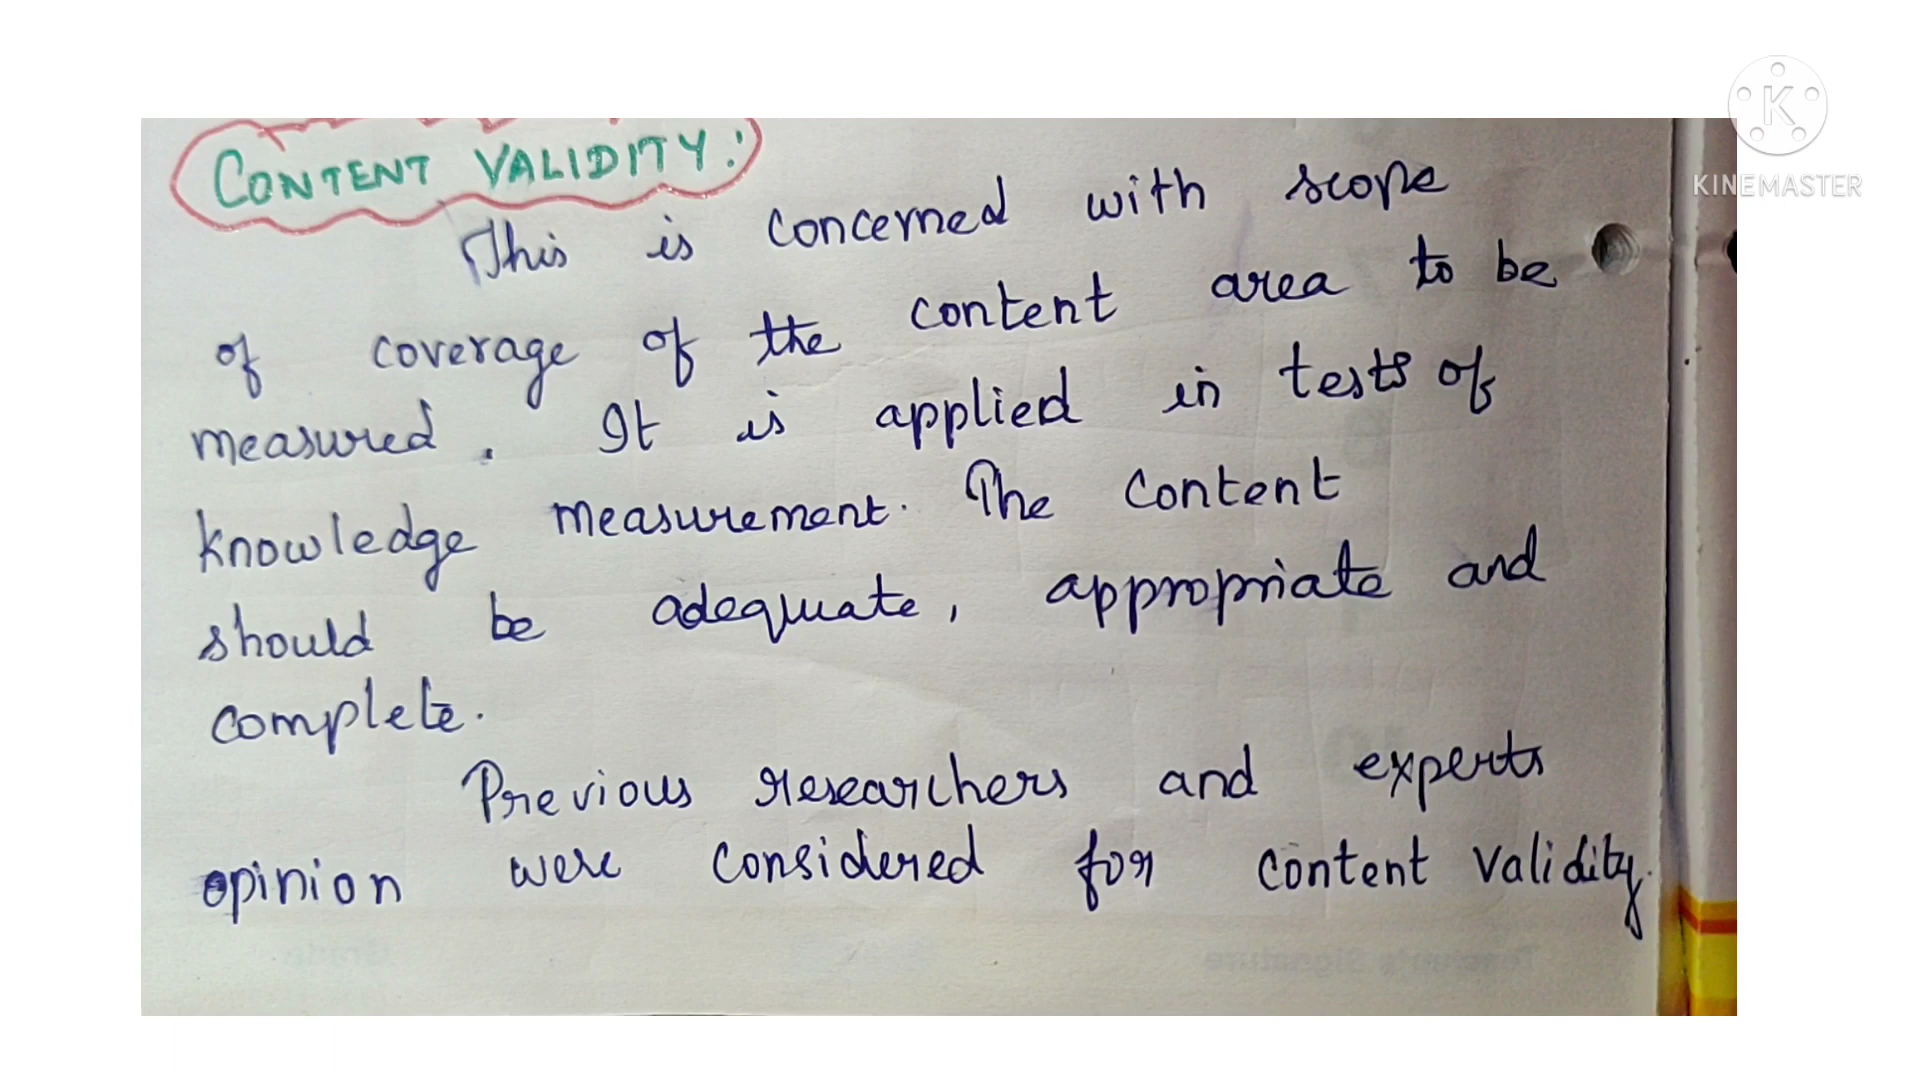 CONTENT VALIDITY:
This is concerned with scope
of coverage of the content area to be
measured. It is applied in tests of
knowledge measurement. The content
should be adequate, appropriate and
complete.
Previous researchers and experts
opinion were considered for content validity.
K
KINEMASTER